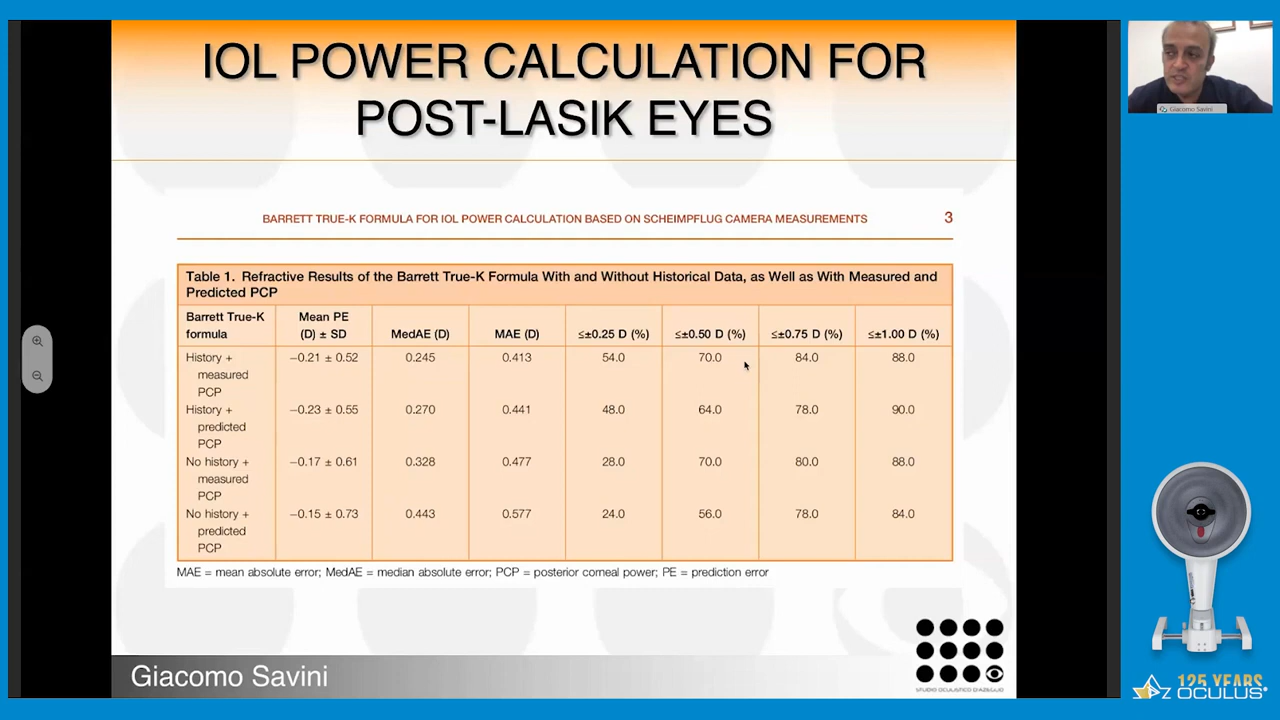 IOL POWER CALCULATION FOR
POST-LASIK EYES
BARRETT TRUE-K FORMULA FOR IOL POWER CALCULATION BASED ON SCHEIMPFLUG CAMERA MEASUREMENTS 3
Table 1. Refractive Results of the Barrett True-K Formula With and Without Historical Data, as Well as With Measured and
Predicted PCP
Barrett True-K formula Mean PE (D) ± SD MedAE (D) MAE (D) ≤±0.25 D (%) ≤±0.50 D (%) ≤±0.75 D (%) ≤±1.00 D (%)
History + measured PCP −0.21 ± 0.52 0.245 0.413 54.0 70.0 84.0 88.0
History + predicted PCP −0.23 ± 0.55 0.270 0.441 48.0 64.0 78.0 90.0
No history + measured PCP −0.17 ± 0.61 0.328 0.477 28.0 70.0 80.0 88.0
No history + predicted PCP −0.15 ± 0.73 0.443 0.577 24.0 56.0 78.0 84.0
MAE = mean absolute error; MedAE = median absolute error; PCP = posterior corneal power; PE = prediction error
Giacomo Savini
STUDIO OCULISTICO D'AZEGLIO
Giacomo Savini
125 YEARS
OCULUS®